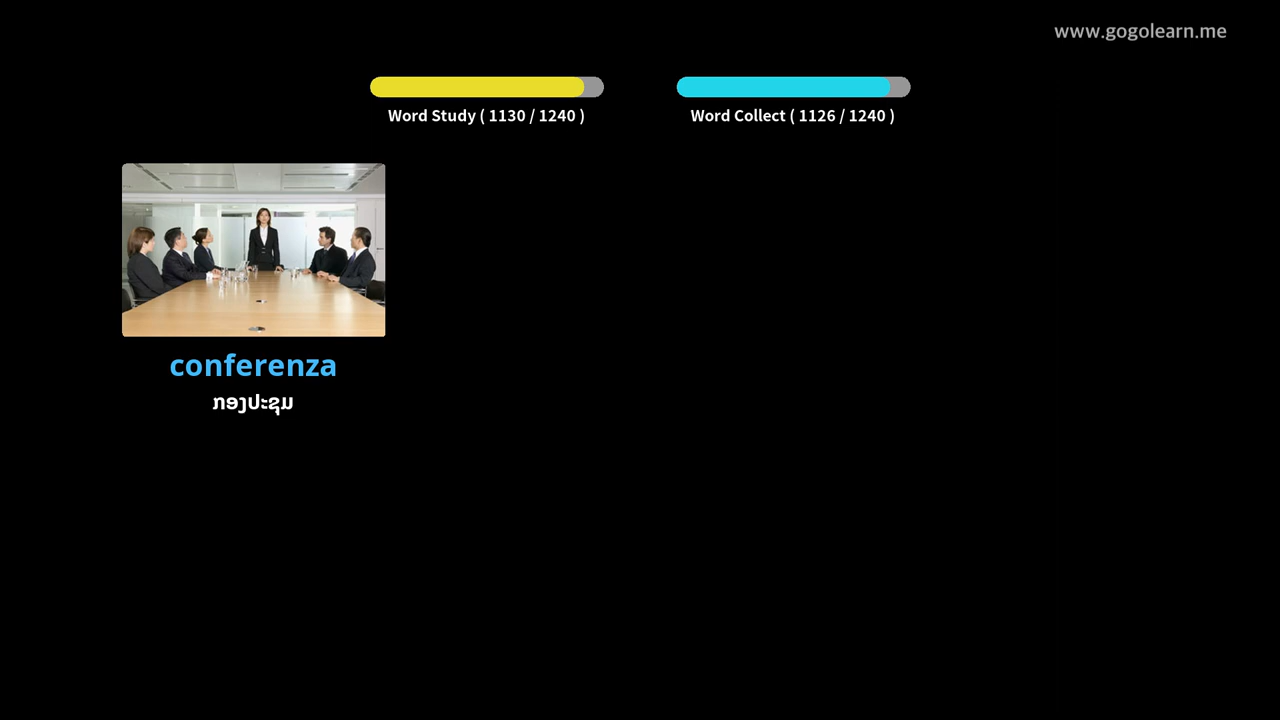 www.gogolearn.me
Word Study ( 1130 / 1240 )
Word Collect ( 1126 / 1240 )
conferenza
ກອງປະຊຸມ